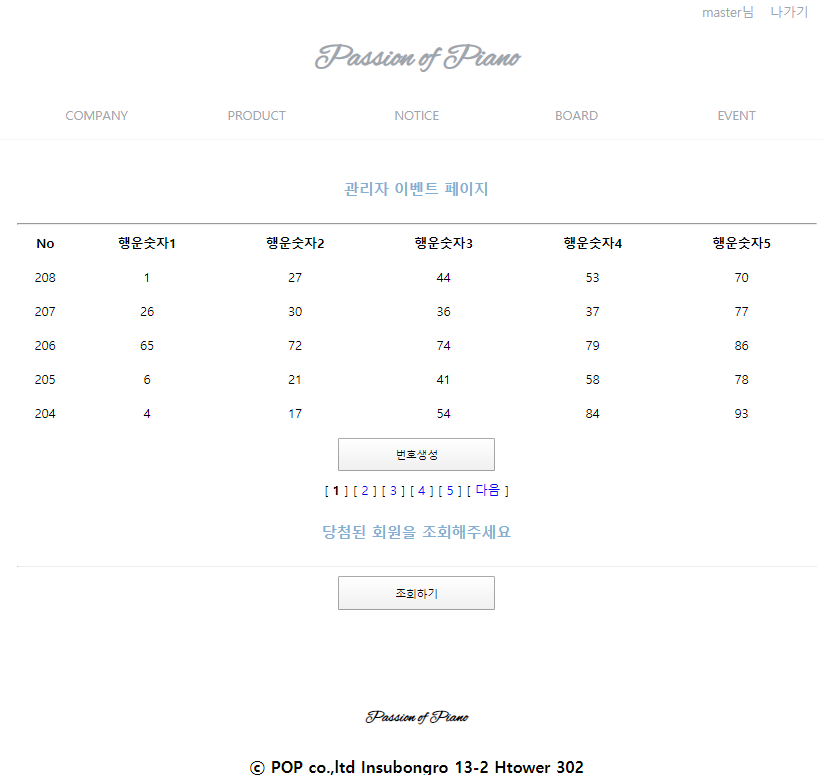 master님 나가기
Passion of Piano
COMPANY PRODUCT NOTICE BOARD EVENT
관리자 이벤트 페이지
No 행운숫자1 행운숫자2 행운숫자3 행운숫자4 행운숫자5
208 1 27 44 53 70
207 26 30 36 37 77
206 65 72 74 79 86
205 6 21 41 58 78
204 4 17 54 84 93
번호생성
[ 1 ] [ 2 ] [ 3 ] [ 4 ] [ 5 ] [ 다음 ]
당첨된 회원을 조회해주세요
조회하기
Passion of Piano
ⓒ POP co.,ltd Insubongro 13-2 Htower 302